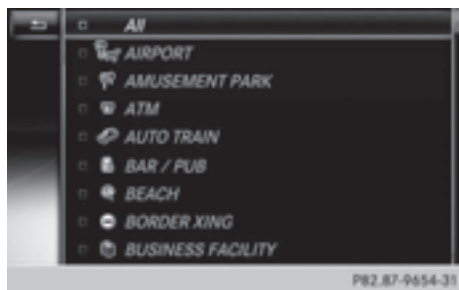 All
AIRPORT
AMUSEMENT PARK
ATM
AUTO TRAIN
BAR / PUB
BEACH
BORDER XING
BUSINESS FACILITY
P82.87-9654-31